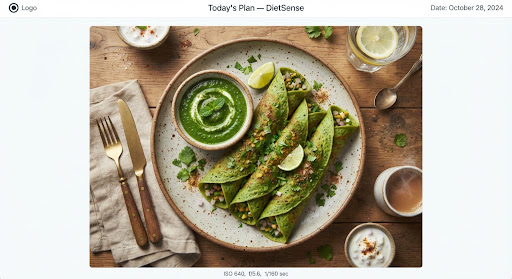 Logo
Today's Plan — DietSense
Date: October 28, 2024
ISO 640, f/5.6, 1/160 sec